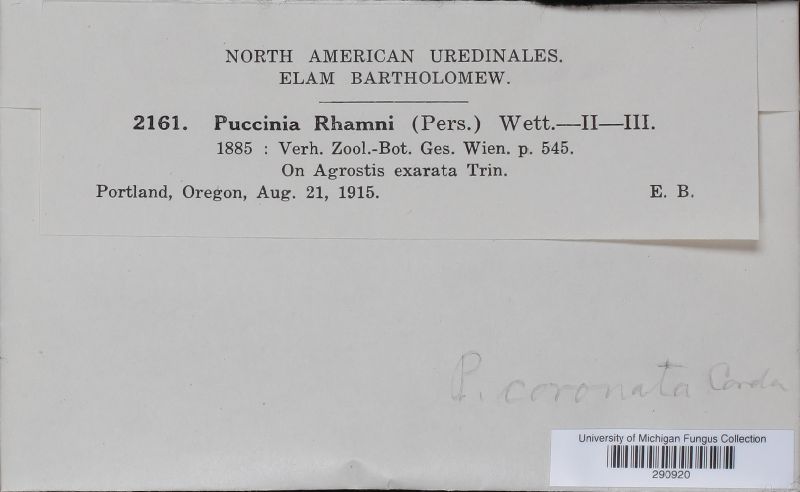 NORTH AMERICAN UREDINALES.
ELAM BARTHOLOMEW.
2161. Puccinia Rhamni (Pers.) Wett.—II—III.
1885 : Verh. Zool.-Bot. Ges. Wien. p. 545.
On Agrostis exarata Trin.
Portland, Oregon, Aug. 21, 1915. E. B.
P. coronata Corda
University of Michigan Fungus Collection
290920